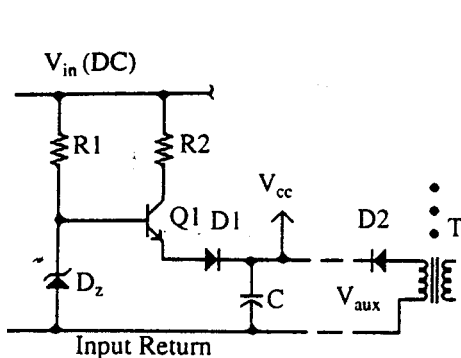 V_in (DC)
R1
R2
V_cc
Q1
D1
D2
T
D_z
C
V_aux
Input Return